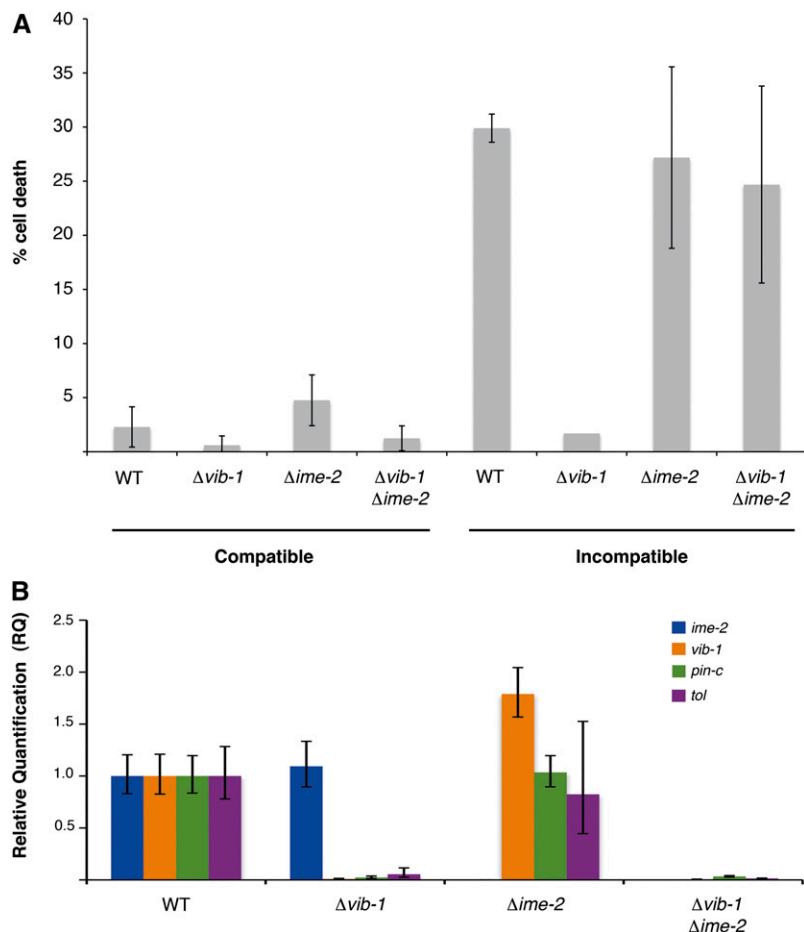 A
% cell death
40
35
30
25
20
15
10
5
WT
Δvib-1
Δime-2
Δvib-1
Δime-2
WT
Δvib-1
Δime-2
Δvib-1
Δime-2
Compatible
Incompatible
B
Relative Quantification (RQ)
2.5
2.0
1.5
1.0
0.5
ime-2
vib-1
pin-c
tol
WT
Δvib-1
Δime-2
Δvib-1
Δime-2